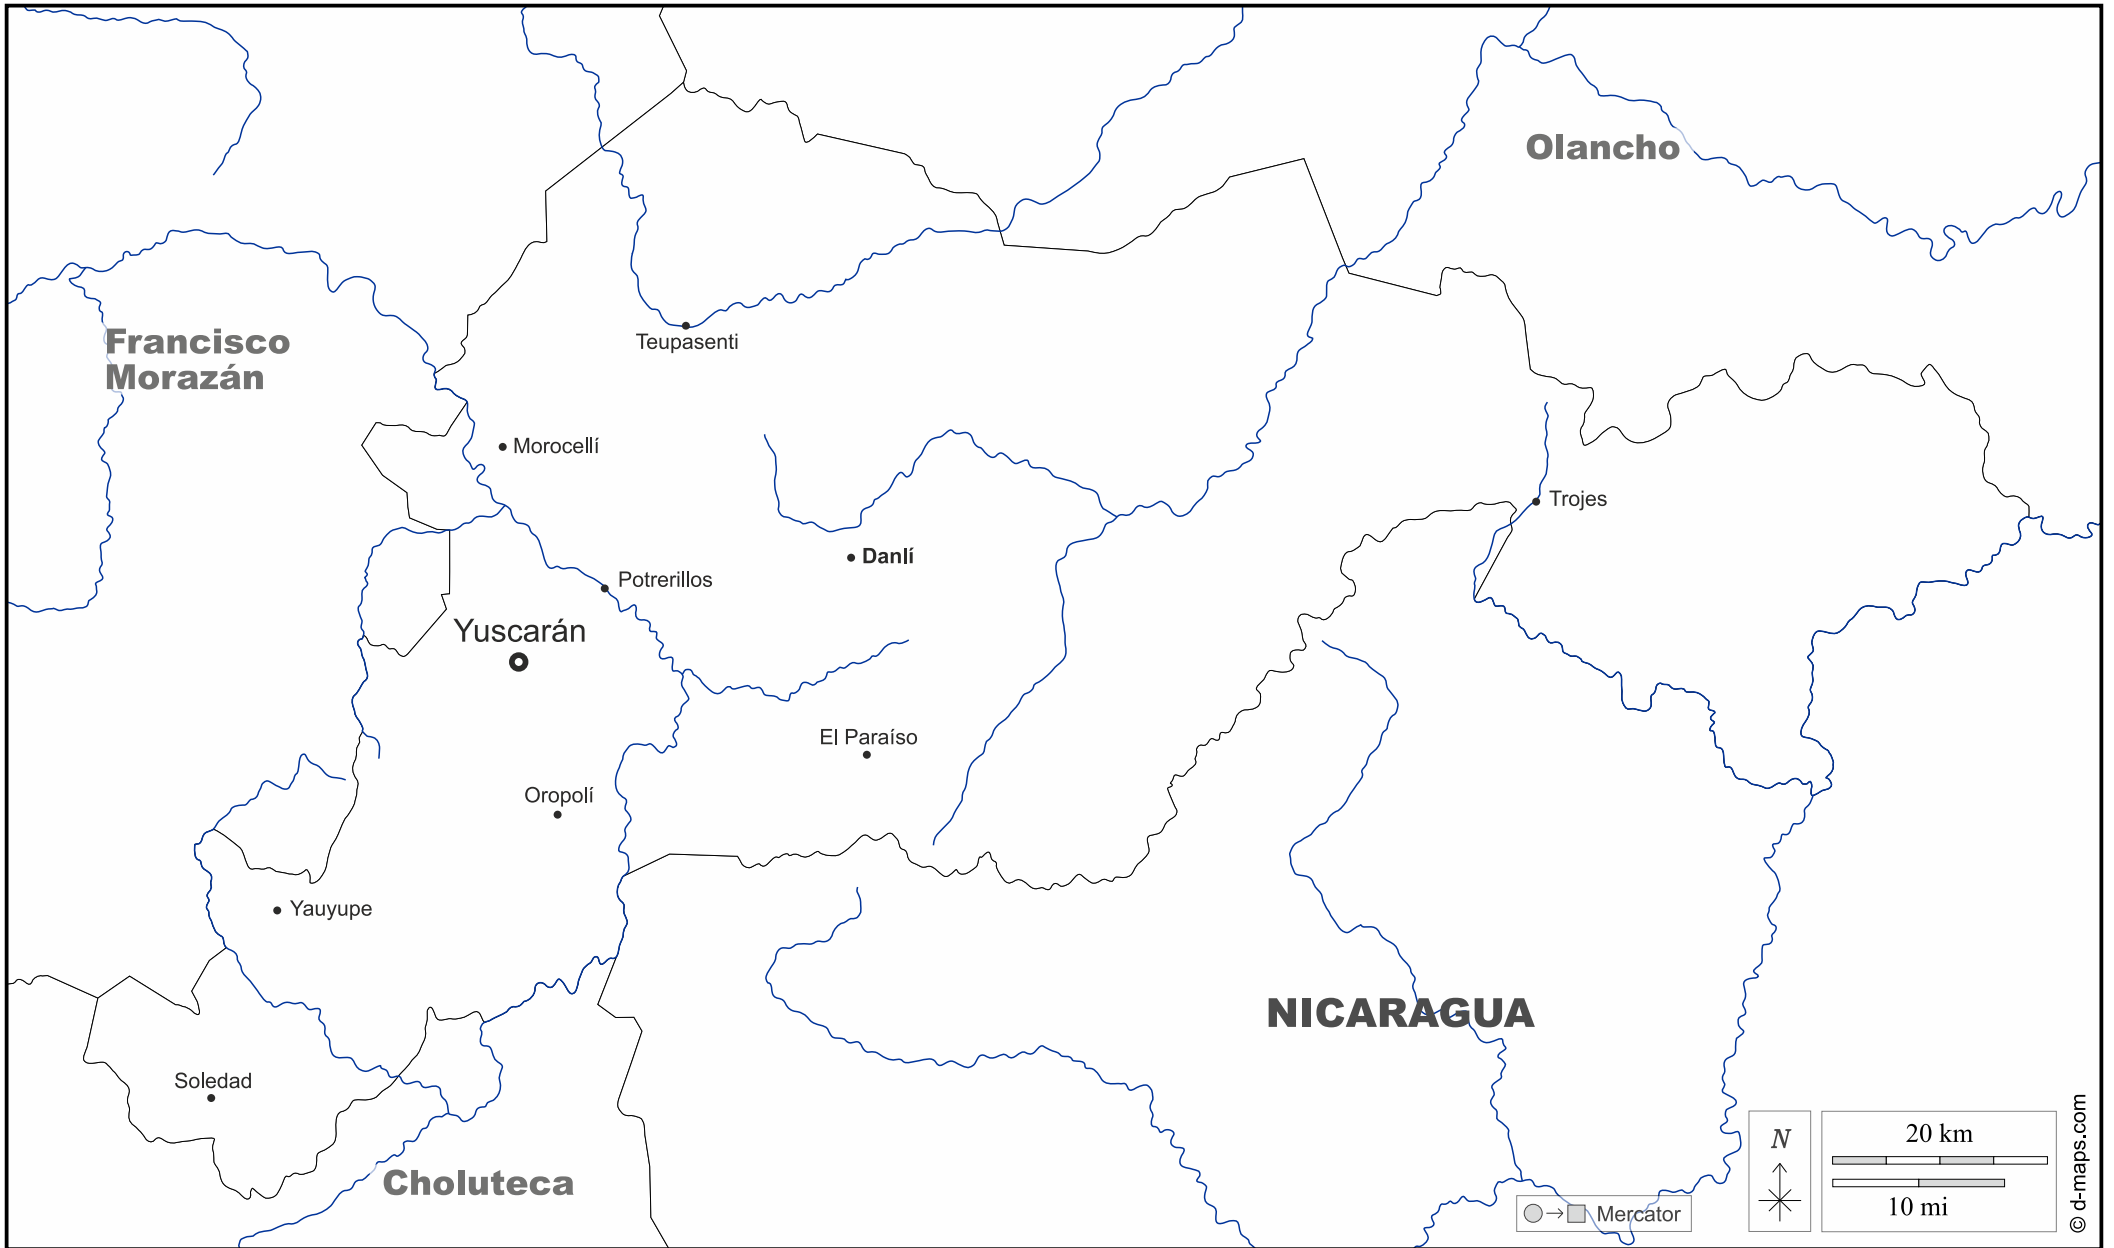 Olancho
Francisco
Morazán
Teupasenti
Morocellí
Trojes
Danlí
Potrerillos
Yuscarán
El Paraíso
Oropolí
Yauyupe
NICARAGUA
Soledad
Choluteca
N
20 km
10 mi
Mercator
© d-maps.com